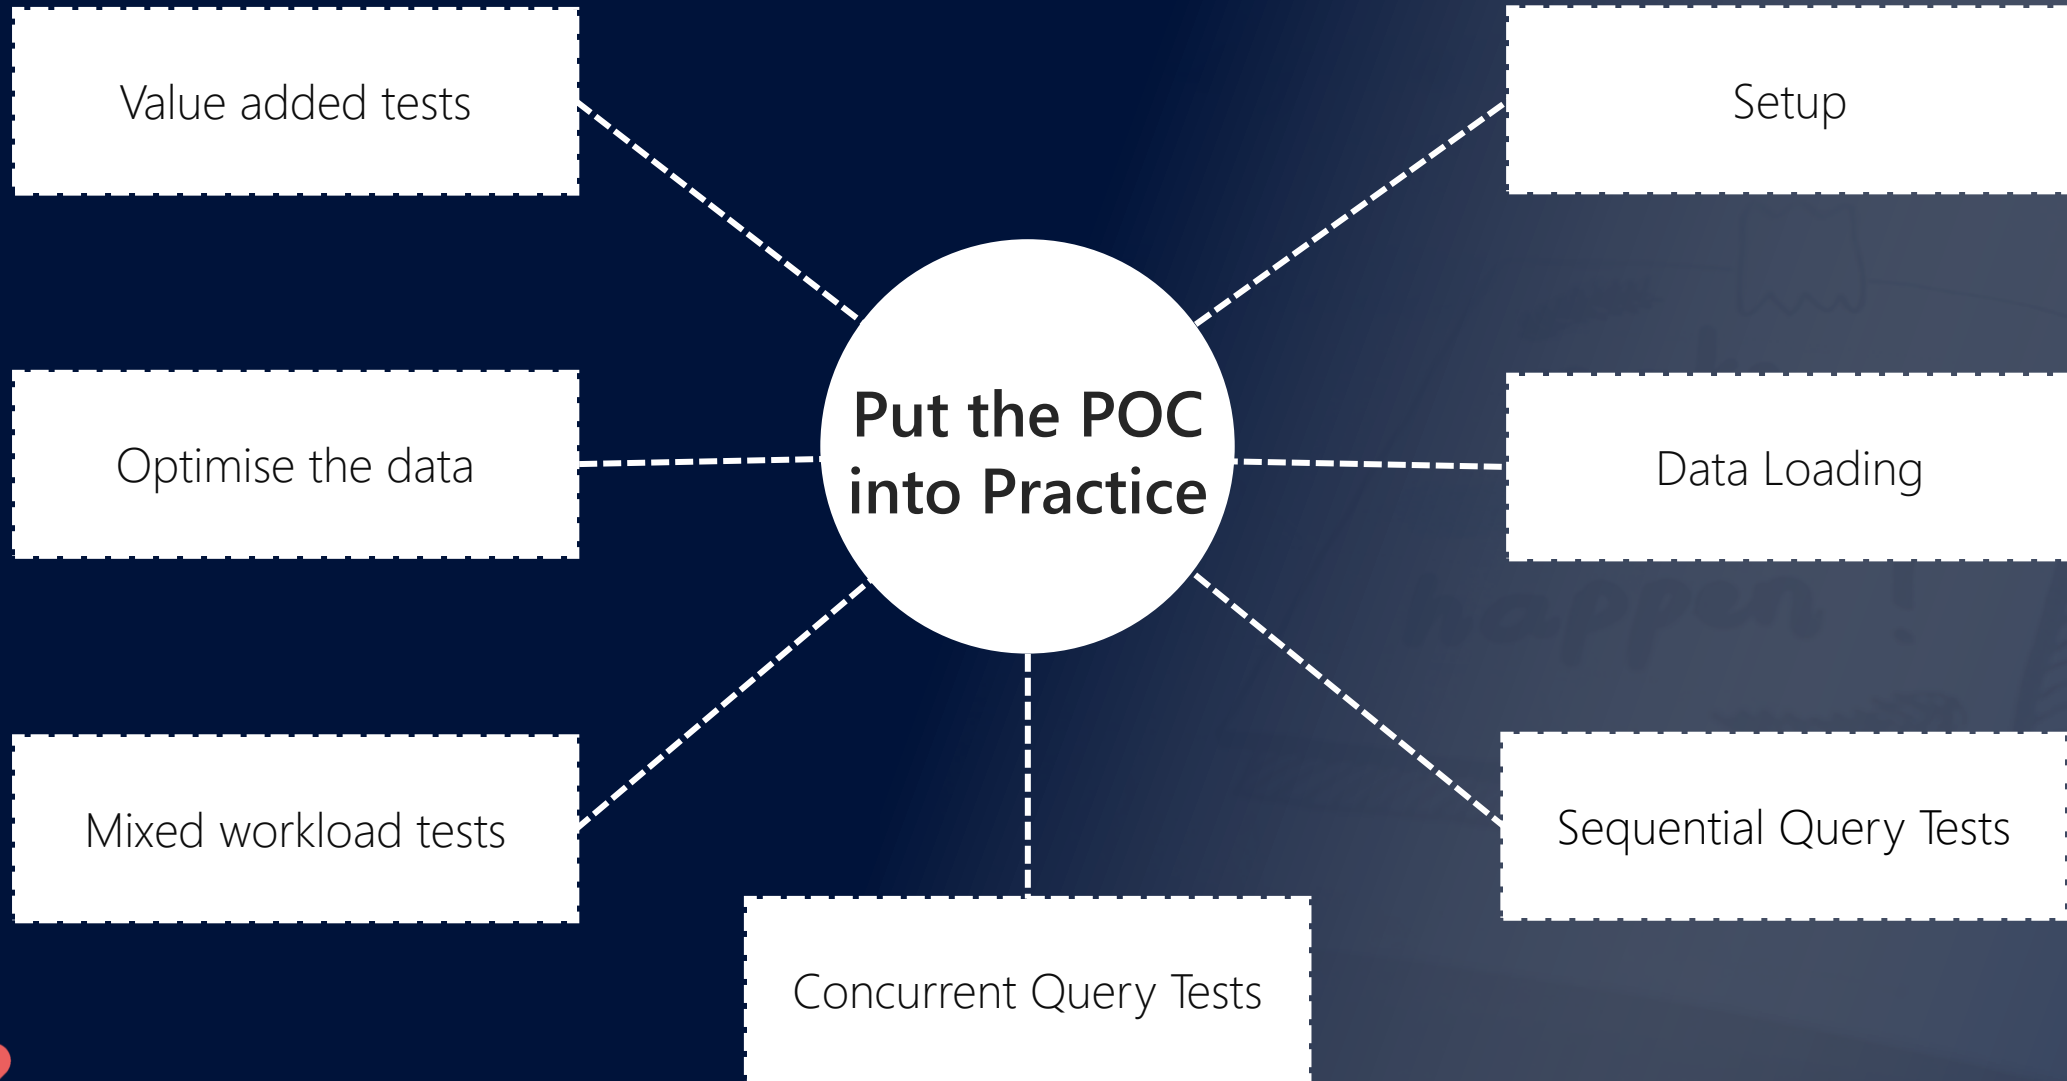 Value added tests
Setup
Put the POC
into Practice
Optimise the data
Data Loading
happen !
Mixed workload tests
Sequential Query Tests
Concurrent Query Tests